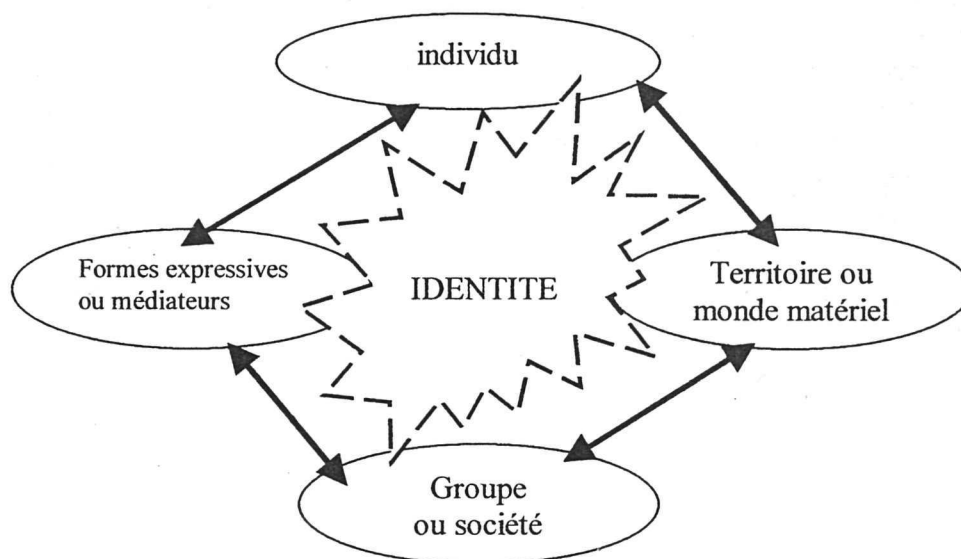 individu
Formes expressives
ou médiateurs
IDENTITE
Territoire ou
monde matériel
Groupe
ou société